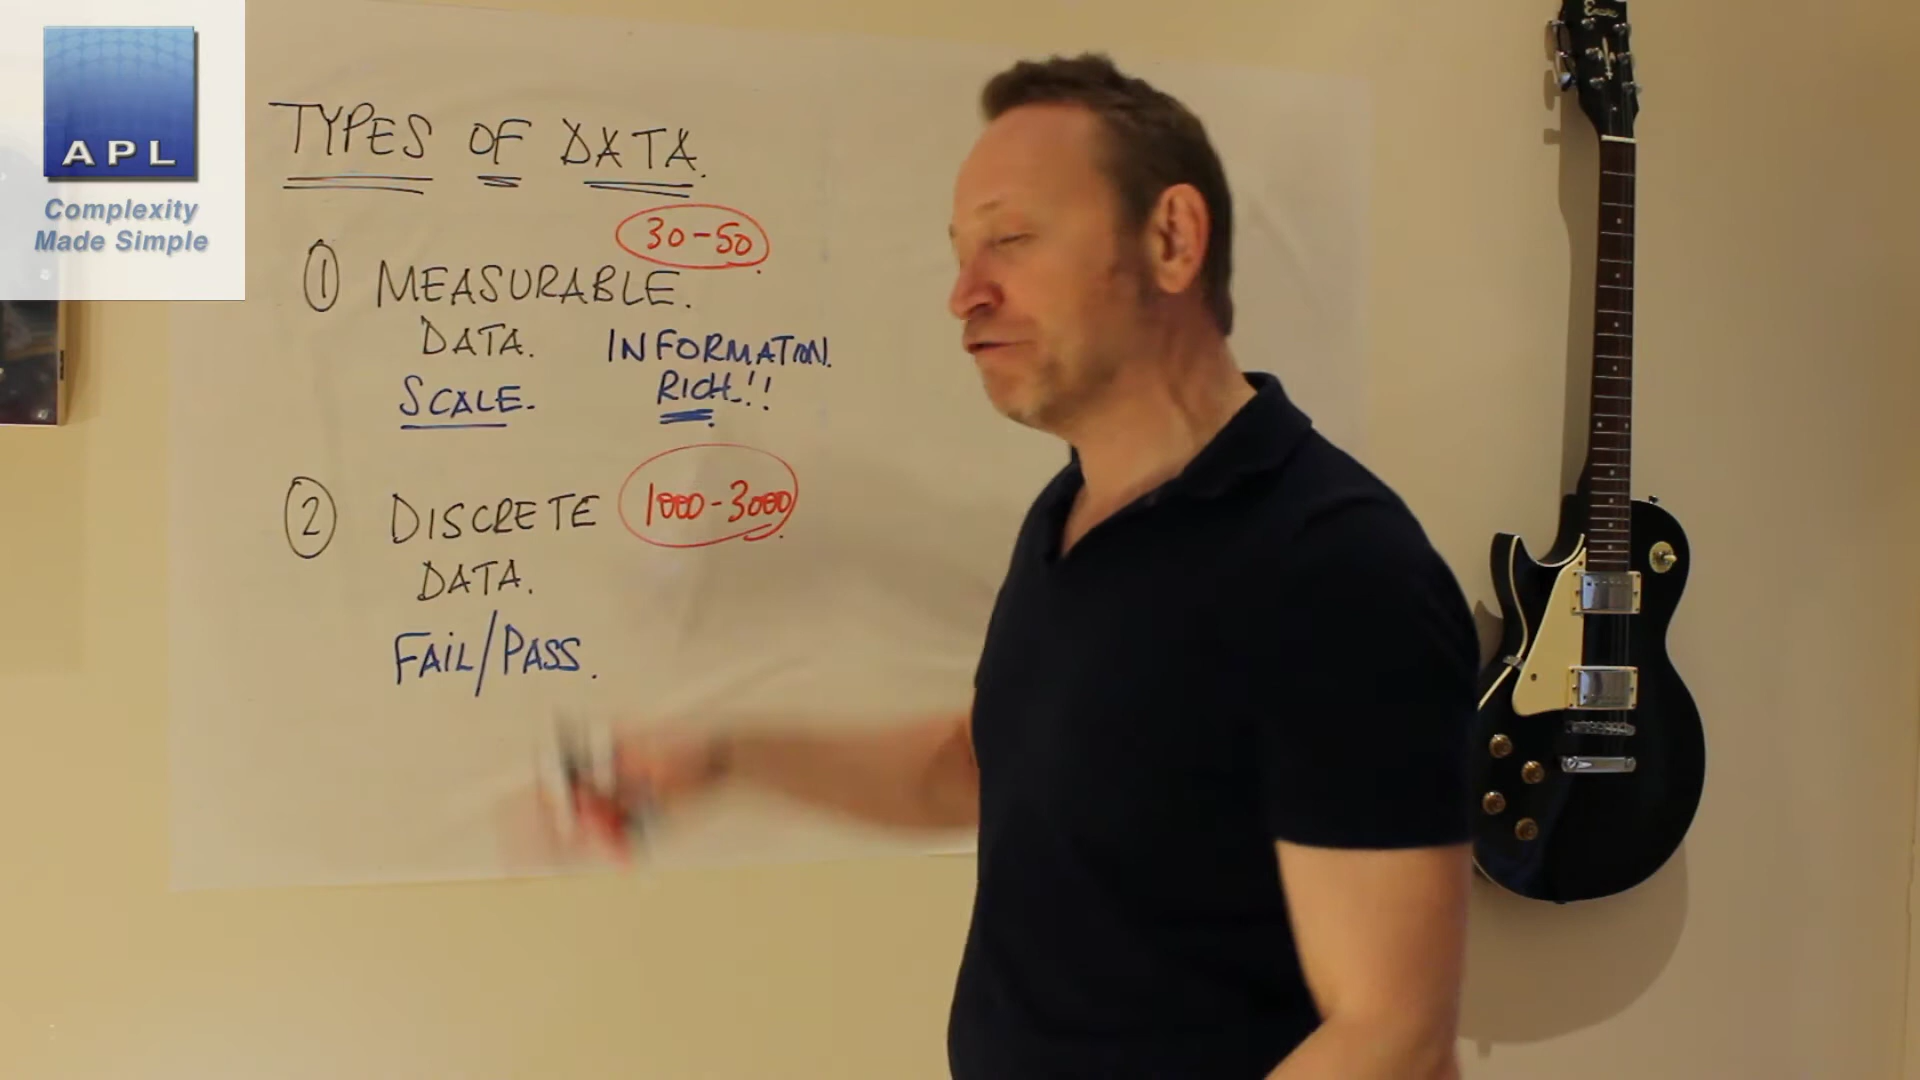 APL
Complexity
Made Simple
TYPES OF DATA.
30-50
① MEASURABLE.
DATA.
INFORMATION.
SCALE.
RICH!!
② DISCRETE
1000-3000
DATA.
FAIL/PASS.